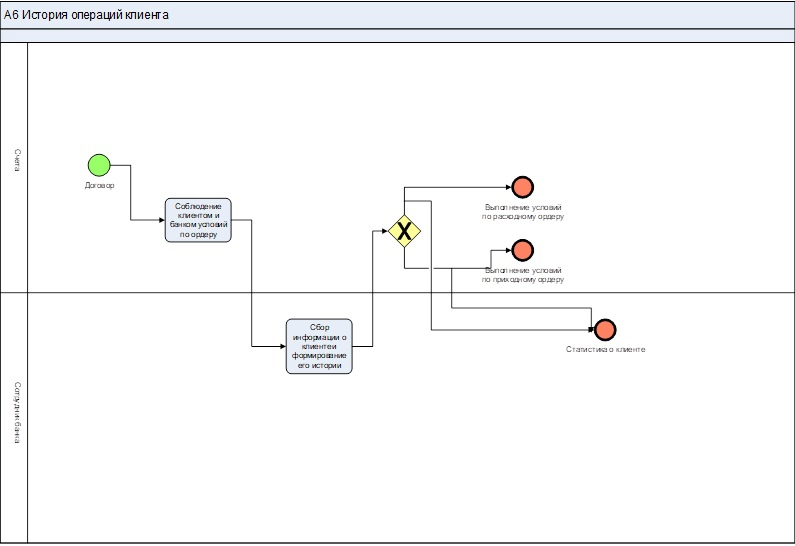 А6 История операций клиента
Счета
Договор
Соблюдение
клиентом и
банком условий
по ордеру
X
Выполнение условий
по расходному ордеру
Выполнение условий
по приходному ордеру
Сотрудник банка
Сбор
информации о
клиенте и
формирование
его истории
Статистика о клиенте